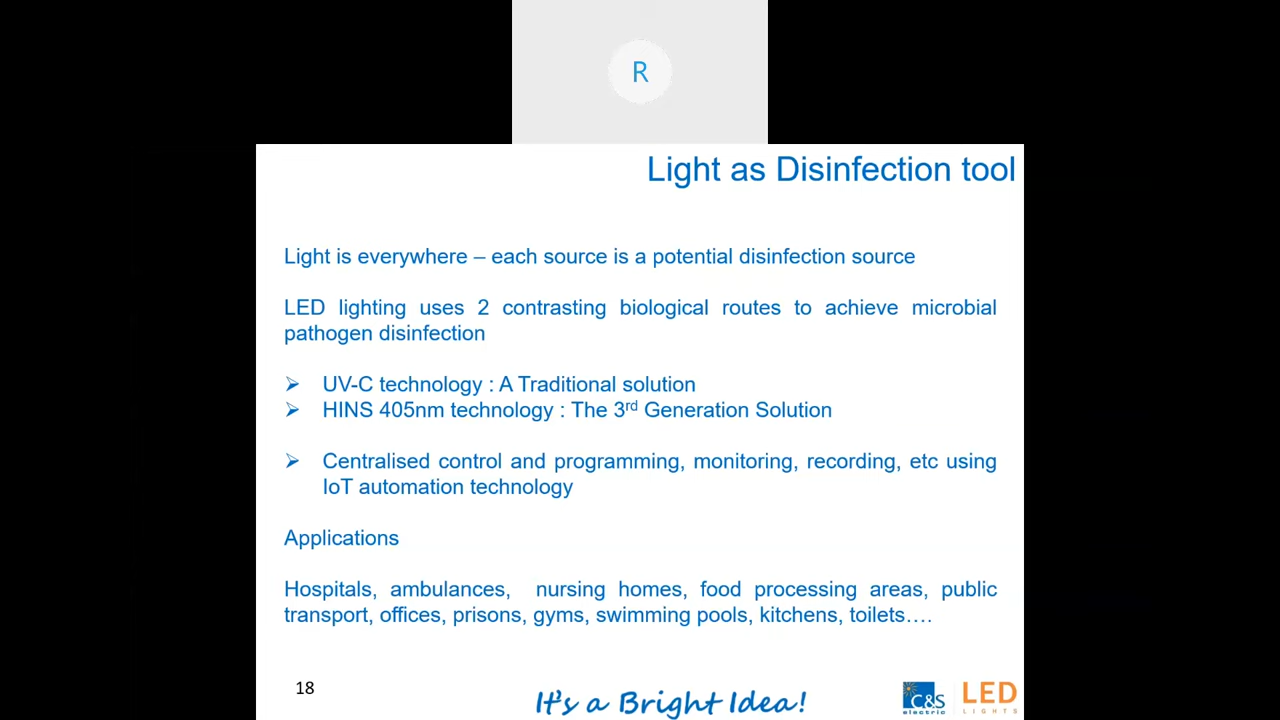 R
Light as Disinfection tool
Light is everywhere – each source is a potential disinfection source
LED lighting uses 2 contrasting biological routes to achieve microbial
pathogen disinfection
➢ UV-C technology : A Traditional solution
➢ HINS 405nm technology : The 3rd Generation Solution
➢ Centralised control and programming, monitoring, recording, etc using
IoT automation technology
Applications
Hospitals, ambulances, nursing homes, food processing areas, public
transport, offices, prisons, gyms, swimming pools, kitchens, toilets….
18
It's a Bright Idea!
C&S
electric
LED
LIGHTS